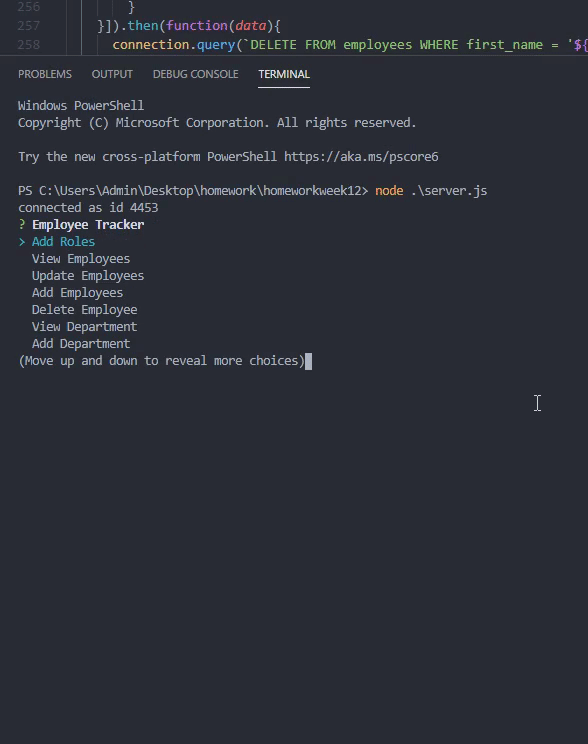 256 }
257 }]).then(function(data){
258 connection.query(`DELETE FROM employees WHERE first_name = '${
PROBLEMS OUTPUT DEBUG CONSOLE TERMINAL
Windows PowerShell
Copyright (C) Microsoft Corporation. All rights reserved.
Try the new cross-platform PowerShell https://aka.ms/pscore6
PS C:\Users\Admin\Desktop\homework\homeworkweek12> node .\server.js
connected as id 4453
? Employee Tracker
> Add Roles
View Employees
Update Employees
Add Employees
Delete Employee
View Department
Add Department
(Move up and down to reveal more choices)